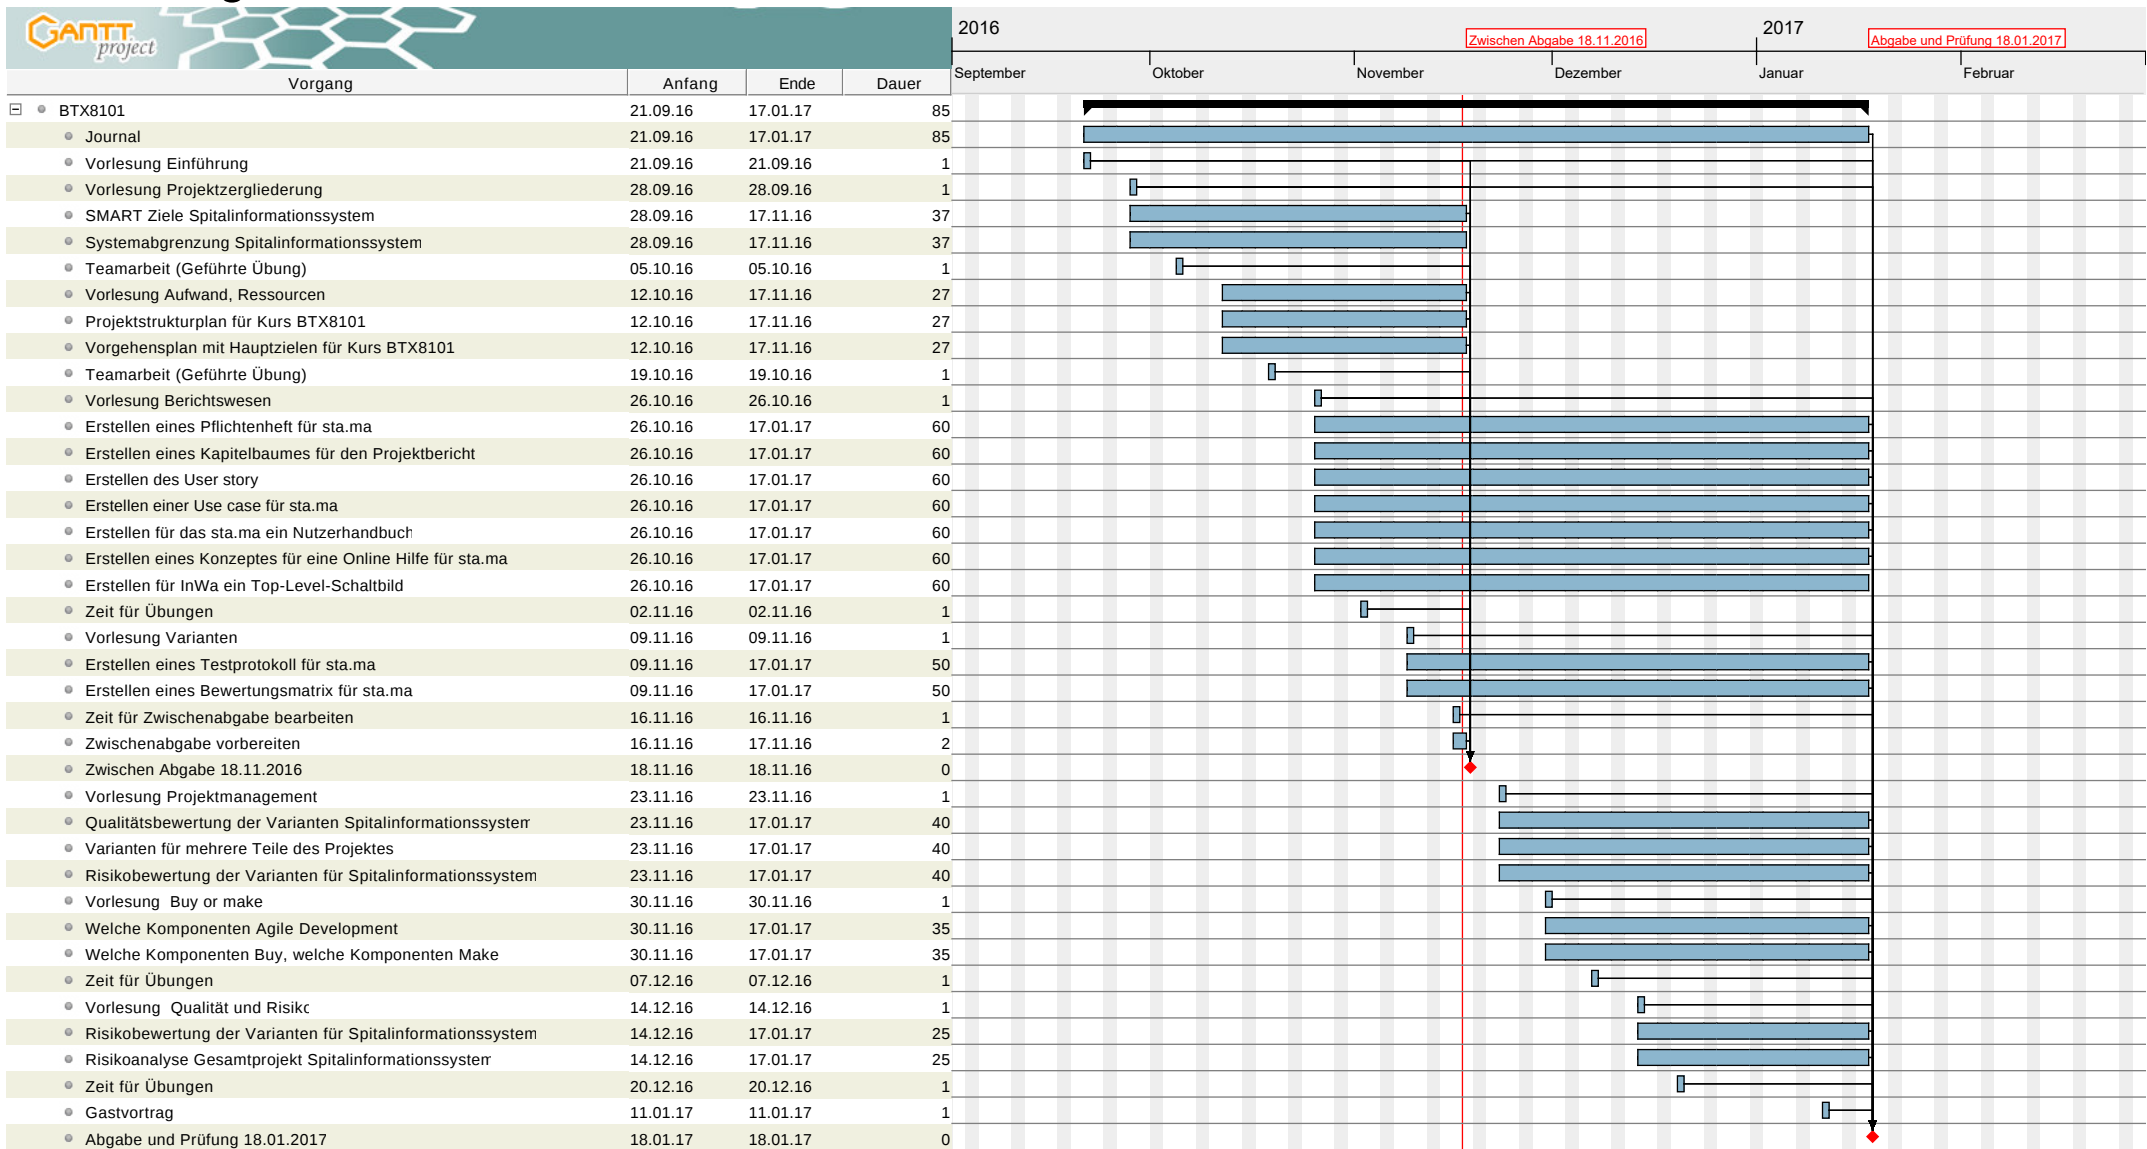 GANTT project
2016
2017
Zwischen Abgabe 18.11.2016
Abgabe und Prüfung 18.01.2017
Vorgang Anfang Ende Dauer
September Oktober November Dezember Januar Februar
BTX8101 21.09.16 17.01.17 85
Journal 21.09.16 17.01.17 85
Vorlesung Einführung 21.09.16 21.09.16 1
Vorlesung Projektzergliederung 28.09.16 28.09.16 1
SMART Ziele Spitalinformationssystem 28.09.16 17.11.16 37
Systemabgrenzung Spitalinformationssystem 28.09.16 17.11.16 37
Teamarbeit (Geführte Übung) 05.10.16 05.10.16 1
Vorlesung Aufwand, Ressourcen 12.10.16 17.11.16 27
Projektstrukturplan für Kurs BTX8101 12.10.16 17.11.16 27
Vorgehensplan mit Hauptzielen für Kurs BTX8101 12.10.16 17.11.16 27
Teamarbeit (Geführte Übung) 19.10.16 19.10.16 1
Vorlesung Berichtswesen 26.10.16 26.10.16 1
Erstellen eines Pflichtenheft für sta.ma 26.10.16 17.01.17 60
Erstellen eines Kapitelbaumes für den Projektbericht 26.10.16 17.01.17 60
Erstellen des User story 26.10.16 17.01.17 60
Erstellen einer Use case für sta.ma 26.10.16 17.01.17 60
Erstellen für das sta.ma ein Nutzerhandbuch 26.10.16 17.01.17 60
Erstellen eines Konzeptes für eine Online Hilfe für sta.ma 26.10.16 17.01.17 60
Erstellen für InWa ein Top-Level-Schaltbild 26.10.16 17.01.17 60
Zeit für Übungen 02.11.16 02.11.16 1
Vorlesung Varianten 09.11.16 09.11.16 1
Erstellen eines Testprotokoll für sta.ma 09.11.16 17.01.17 50
Erstellen eines Bewertungsmatrix für sta.ma 09.11.16 17.01.17 50
Zeit für Zwischenabgabe bearbeiten 16.11.16 16.11.16 1
Zwischenabgabe vorbereiten 16.11.16 17.11.16 2
Zwischen Abgabe 18.11.2016 18.11.16 18.11.16 0
Vorlesung Projektmanagement 23.11.16 23.11.16 1
Qualitätsbewertung der Varianten Spitalinformationssystem 23.11.16 17.01.17 40
Varianten für mehrere Teile des Projektes 23.11.16 17.01.17 40
Risikobewertung der Varianten für Spitalinformationssystem 23.11.16 17.01.17 40
Vorlesung Buy or make 30.11.16 30.11.16 1
Welche Komponenten Agile Development 30.11.16 17.01.17 35
Welche Komponenten Buy, welche Komponenten Make 30.11.16 17.01.17 35
Zeit für Übungen 07.12.16 07.12.16 1
Vorlesung Qualität und Risiko 14.12.16 14.12.16 1
Risikobewertung der Varianten für Spitalinformationssystem 14.12.16 17.01.17 25
Risikoanalyse Gesamtprojekt Spitalinformationssystem 14.12.16 17.01.17 25
Zeit für Übungen 20.12.16 20.12.16 1
Gastvortrag 11.01.17 11.01.17 1
Abgabe und Prüfung 18.01.2017 18.01.17 18.01.17 0